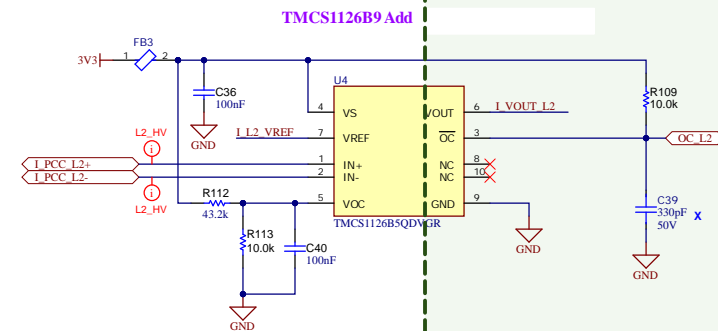 TMCS1126B9 Add
FB3
3V3
1
2
U4
C36
100nF
GND
R109
10.0k
4
VS
VOUT
6
I_VOUT_L2
I_L2_VREF
7
VREF
OC
3
OC_L2
L2_HV
i
I_PCC_L2+
1
IN+
NC
8
I_PCC_L2-
2
IN-
NC
10
i
L2_HV
R112
43.2k
5
VOC
GND
9
TMCS1126B5QDVGR
C39
330pF
50V
X
R113
10.0k
C40
100nF
GND
GND
GND